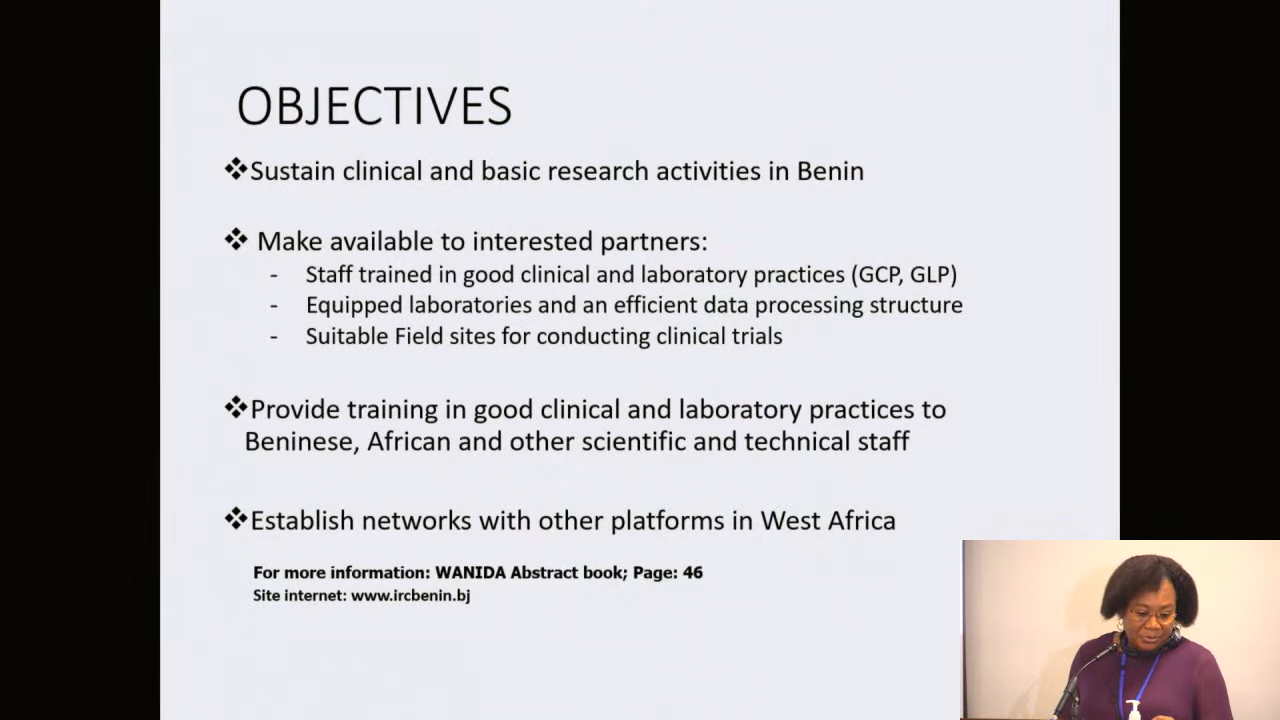 OBJECTIVES
❖Sustain clinical and basic research activities in Benin
❖ Make available to interested partners:
- Staff trained in good clinical and laboratory practices (GCP, GLP)
- Equipped laboratories and an efficient data processing structure
- Suitable Field sites for conducting clinical trials
❖Provide training in good clinical and laboratory practices to
Beninese, African and other scientific and technical staff
❖Establish networks with other platforms in West Africa
For more information: WANIDA Abstract book; Page: 46
Site internet: www.ircbenin.bj